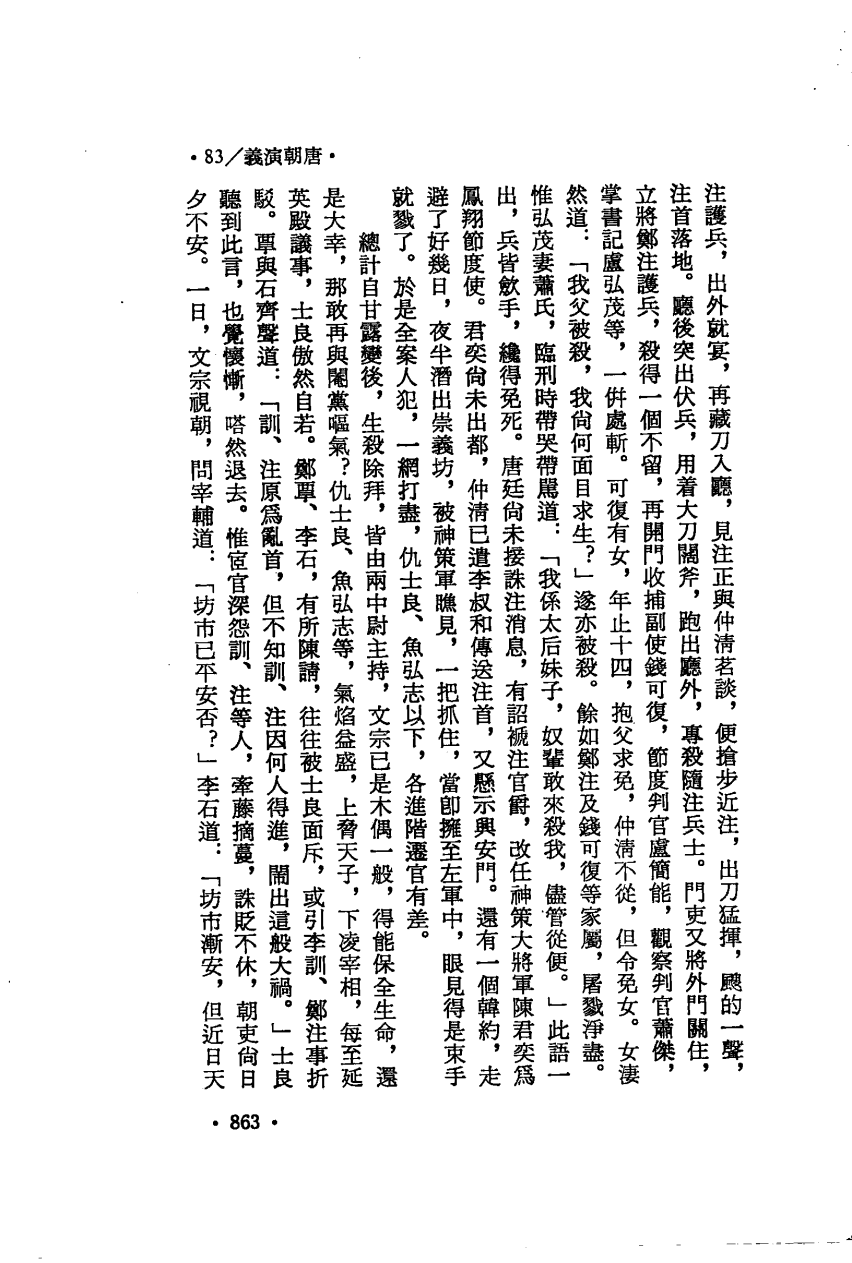 •83／義演朝唐•
注護兵，出外就宴，再藏刀入廳，見注正與仲清茗談，便搶步近注，出刀猛揮，颼的一聲，
注首落地。廳後突出伏兵，用着大刀闊斧，跑出廳外，專殺隨注兵士。門吏又將外門關住，
立將鄭注護兵，殺得一個不留，再開門收捕副使錢可復，節度判官盧簡能，觀察判官蕭傑，
掌書記盧弘茂等，一併處斬。可復有女，年止十四，抱父求免，仲清不從，但令免女。女淒
然道：「我父被殺，我尚何面目求生？」遂亦被殺。餘如鄭注及錢可復等家屬，屠戮淨盡。
惟弘茂妻蕭氏，臨刑時帶哭帶罵道：「我係太后妹子，奴輩敢來殺我，儘管從便。」此語一
出，兵皆斂手，纔得免死。唐廷尚未接誅注消息，有詔褫注官爵，改任神策大將軍陳君奕爲
鳳翔節度使。君奕尚未出都，仲清已遣李叔和傳送注首，又懸示興安門。還有一個韓約，走
避了好幾日，夜半潛出崇義坊，被神策軍瞧見，一把抓住，當卽擁至左軍中，眼見得是束手
就戮了。於是全案人犯，一網打盡，仇士良、魚弘志以下，各進階遷官有差。
總計自甘露變後，生殺除拜，皆由兩中尉主持，文宗已是木偶一般，得能保全生命，還
是大幸，那敢再與閹黨嘔氣？仇士良、魚弘志等，氣焰益盛，上脅天子，下凌宰相，每至延
英殿議事，士良傲然自若。鄭覃、李石，有所陳請，往往被士良面斥，或引李訓、鄭注事折
駁。覃與石齊聲道：「訓、注原爲亂首，但不知訓、注因何人得進，鬧出這般大禍。」士良
聽到此言，也覺懷慚，嗒然退去。惟宦官深怨訓、注等人，牽藤摘蔓，誅貶不休，朝吏尚日
夕不安。一日，文宗視朝，問宰輔道：「坊市已平安否？」李石道：「坊市漸安，但近日天
•863•